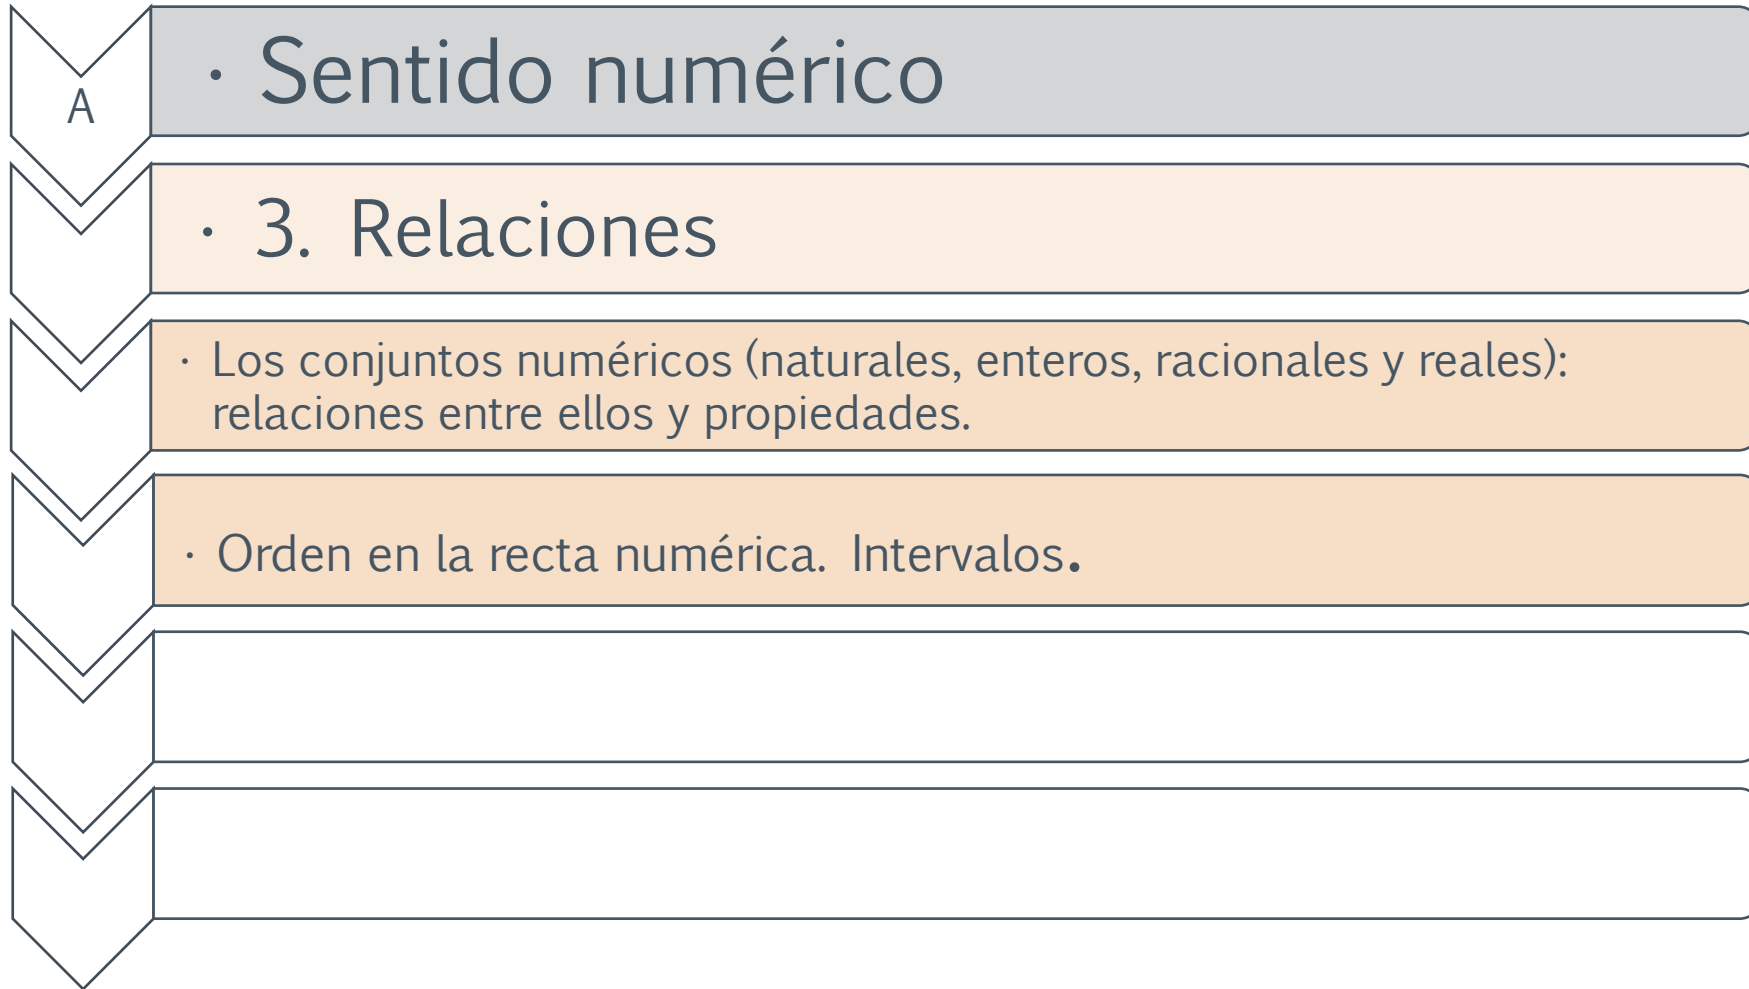 A
· Sentido numérico
· 3. Relaciones
· Los conjuntos numéricos (naturales, enteros, racionales y reales):
relaciones entre ellos y propiedades.
· Orden en la recta numérica. Intervalos.